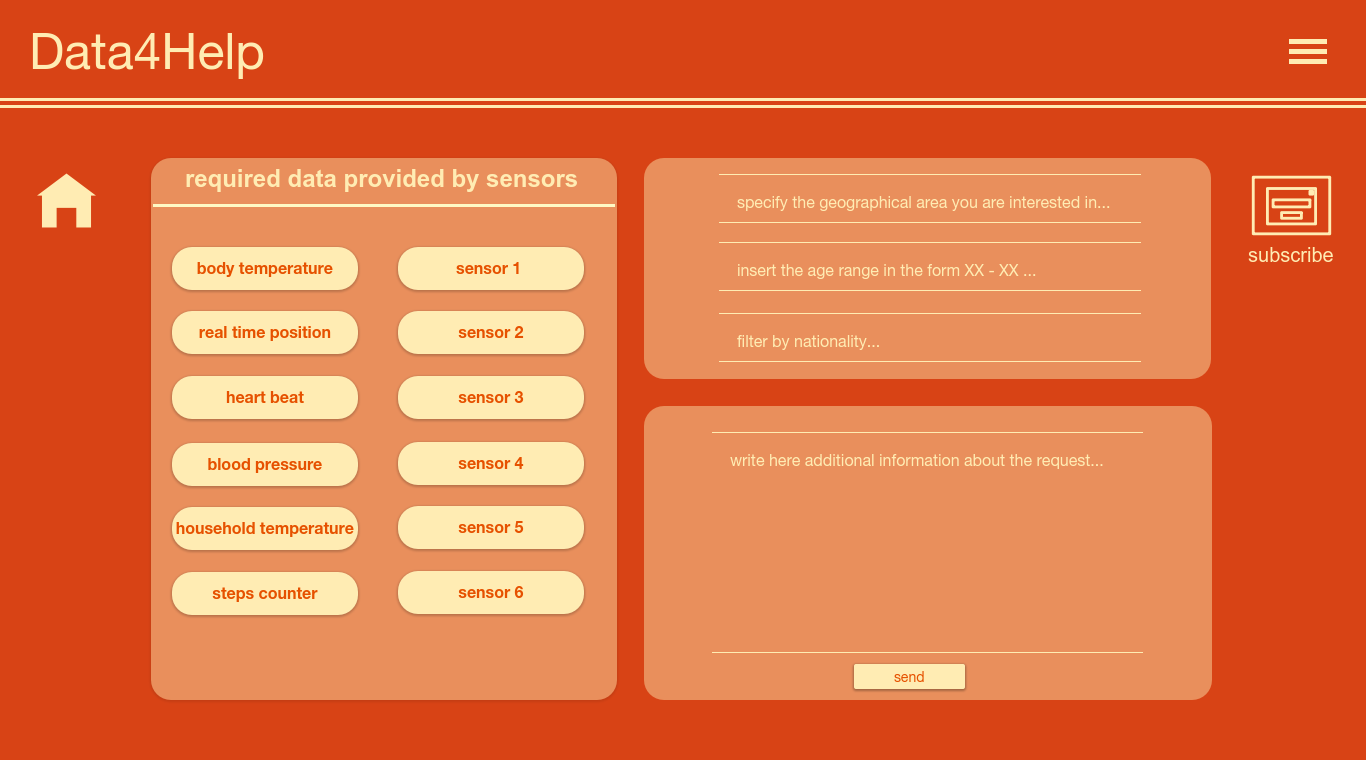 Data4Help
required data provided by sensors
body temperature
sensor 1
real time position
sensor 2
heart beat
sensor 3
blood pressure
sensor 4
household temperature
sensor 5
steps counter
sensor 6
specify the geographical area you are interested in...
insert the age range in the form XX - XX ...
filter by nationality...
write here additional information about the request...
send
subscribe